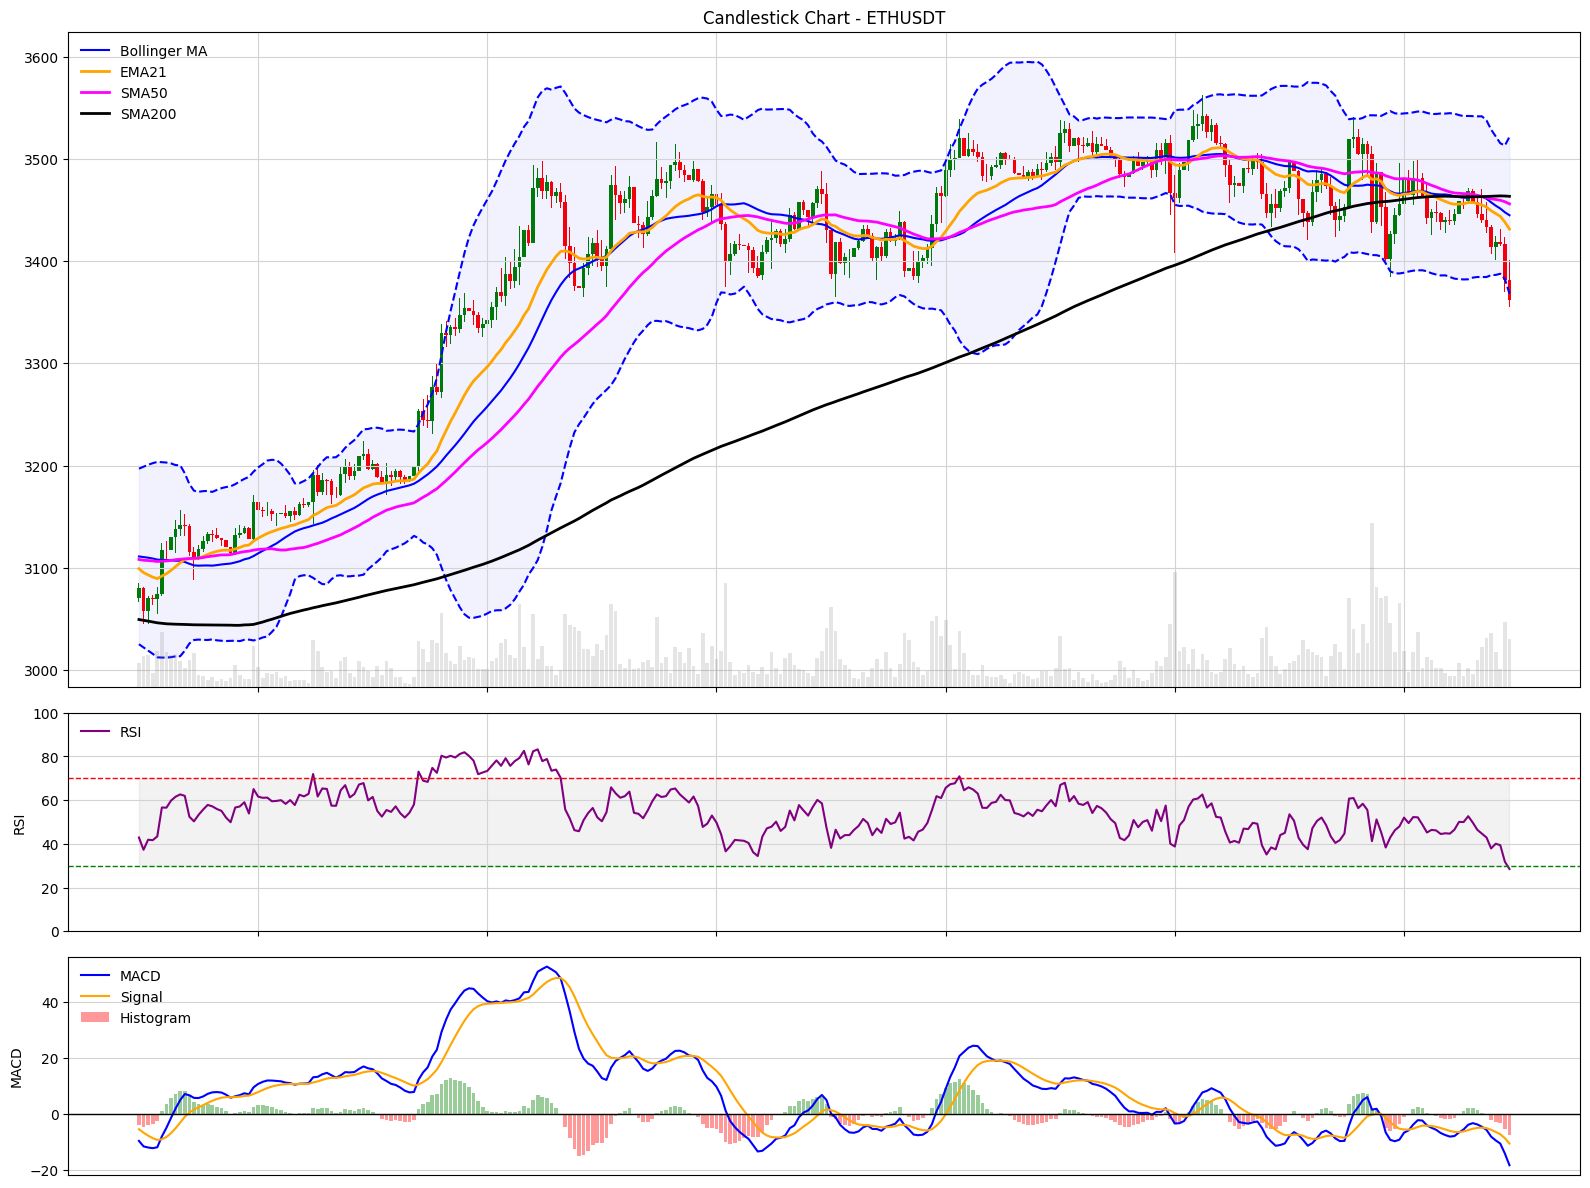 Candlestick Chart - ETHUSDT
Bollinger MA
EMA21
SMA50
SMA200
3600
3500
3400
3300
3200
3100
3000
RSI
RSI
100
80
60
40
20
0
MACD
Signal
Histogram
MACD
40
20
0
−20